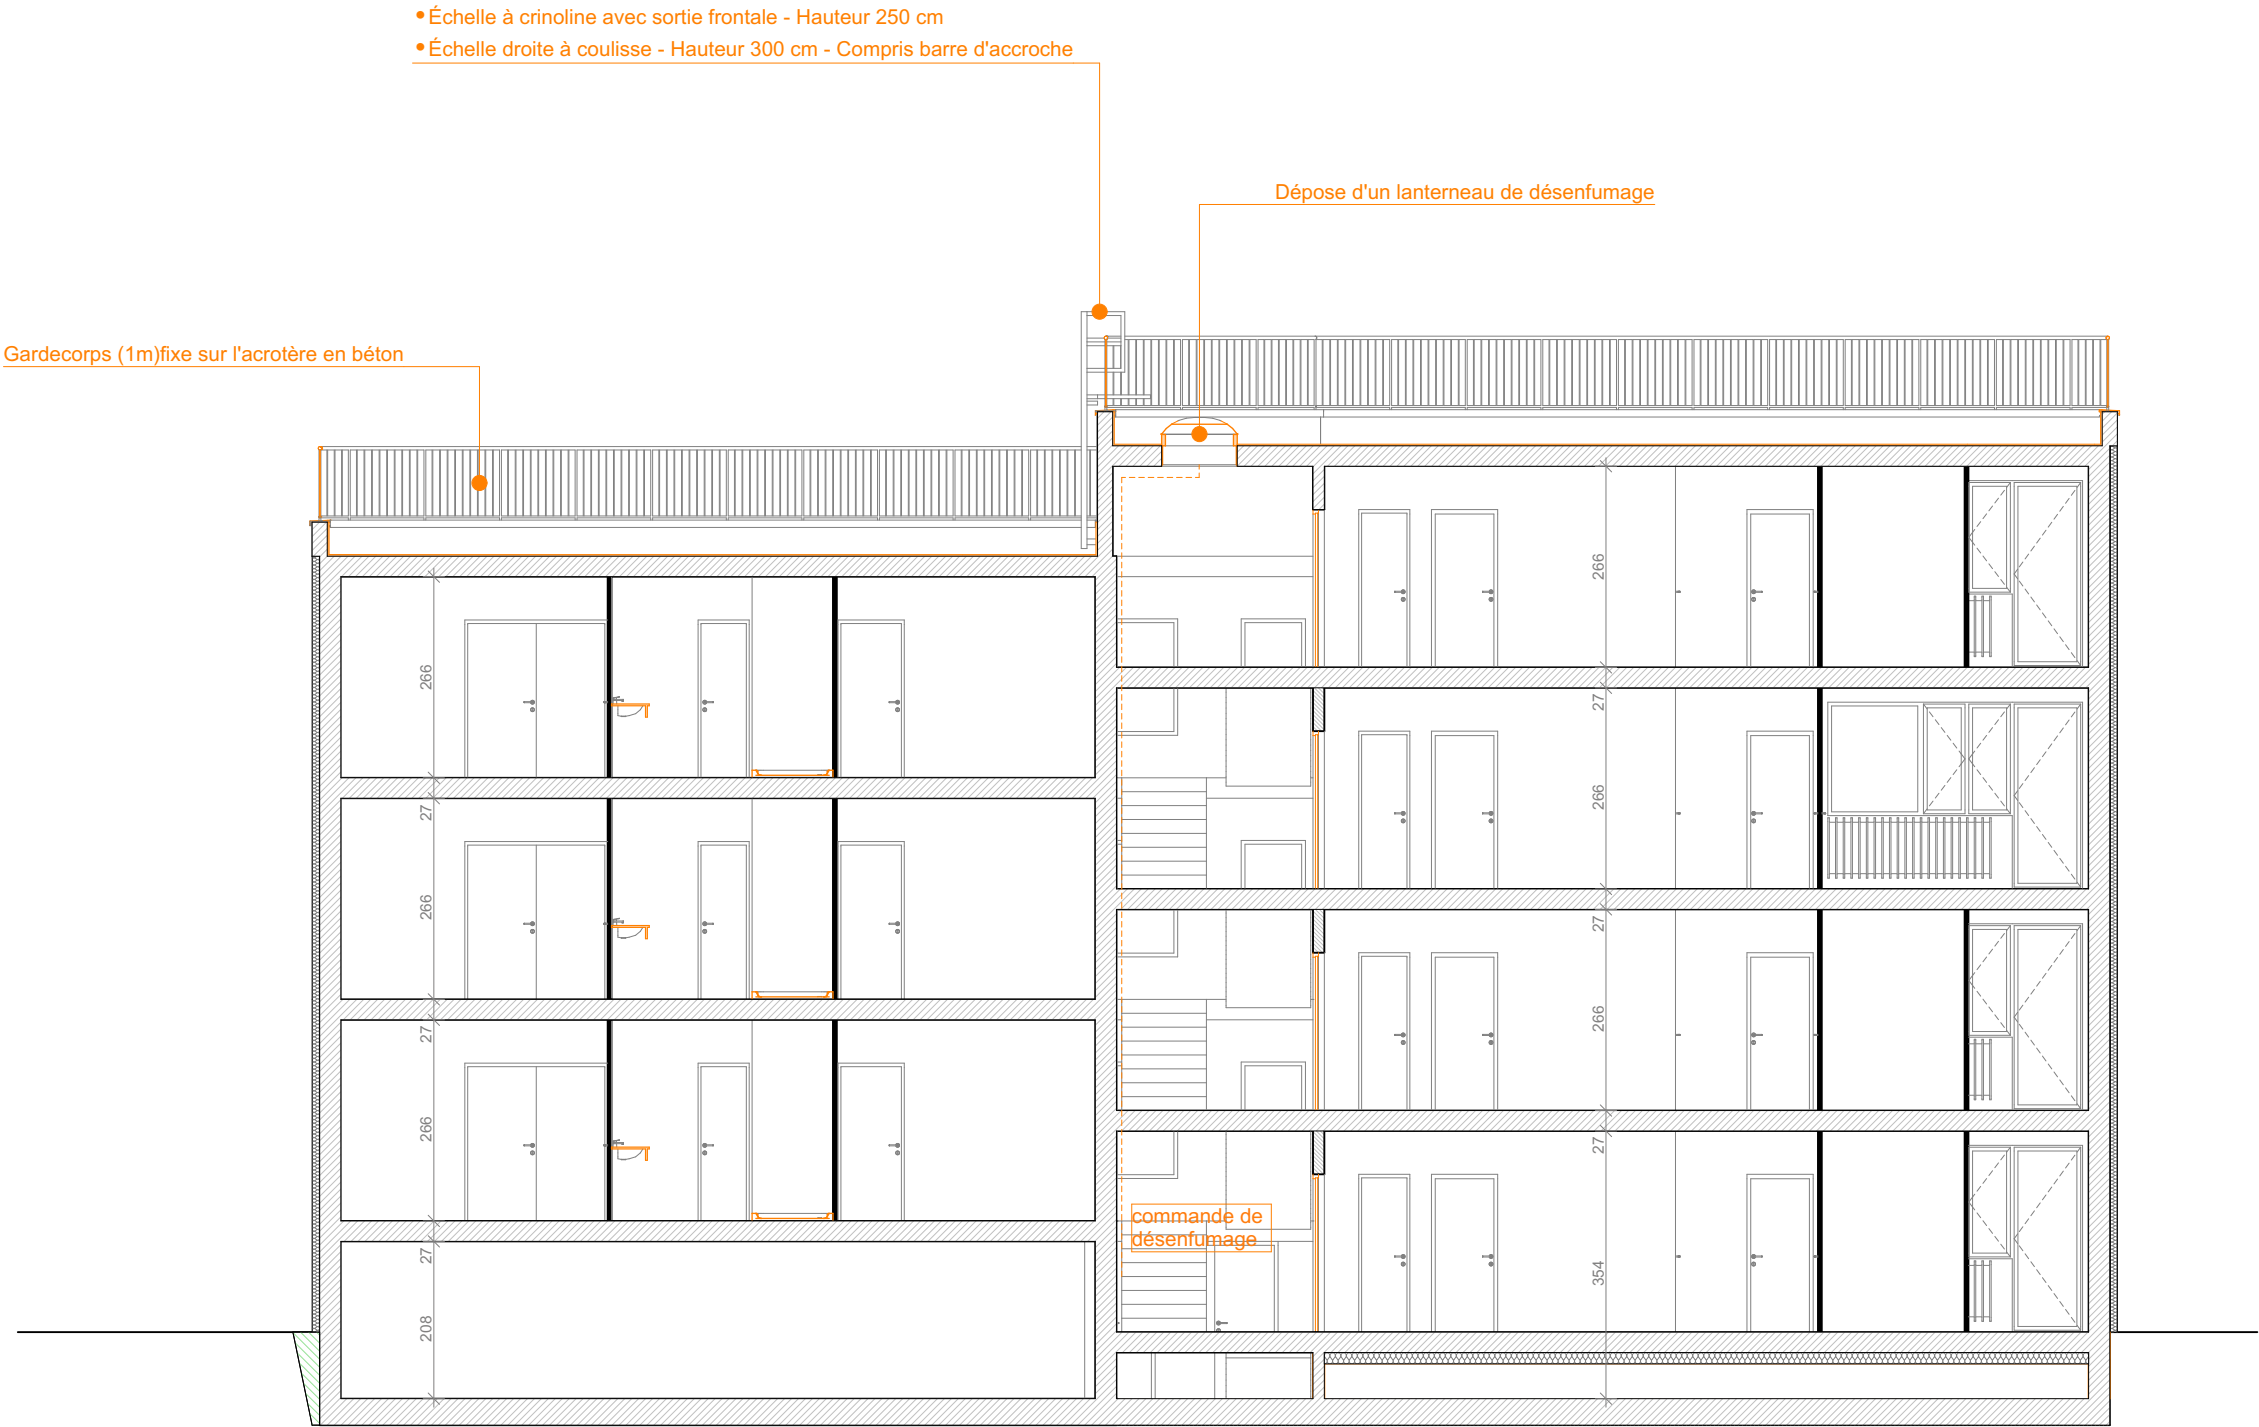 •Échelle à crinoline avec sortie frontale - Hauteur 250 cm
•Échelle droite à coulisse - Hauteur 300 cm - Compris barre d'accroche
Dépose d'un lanterneau de désenfumage
Gardecorps (1m)fixe sur l'acrotère en béton
266
27
266
27
266
27
208
266
27
266
27
266
27
354
commande de
désenfumage